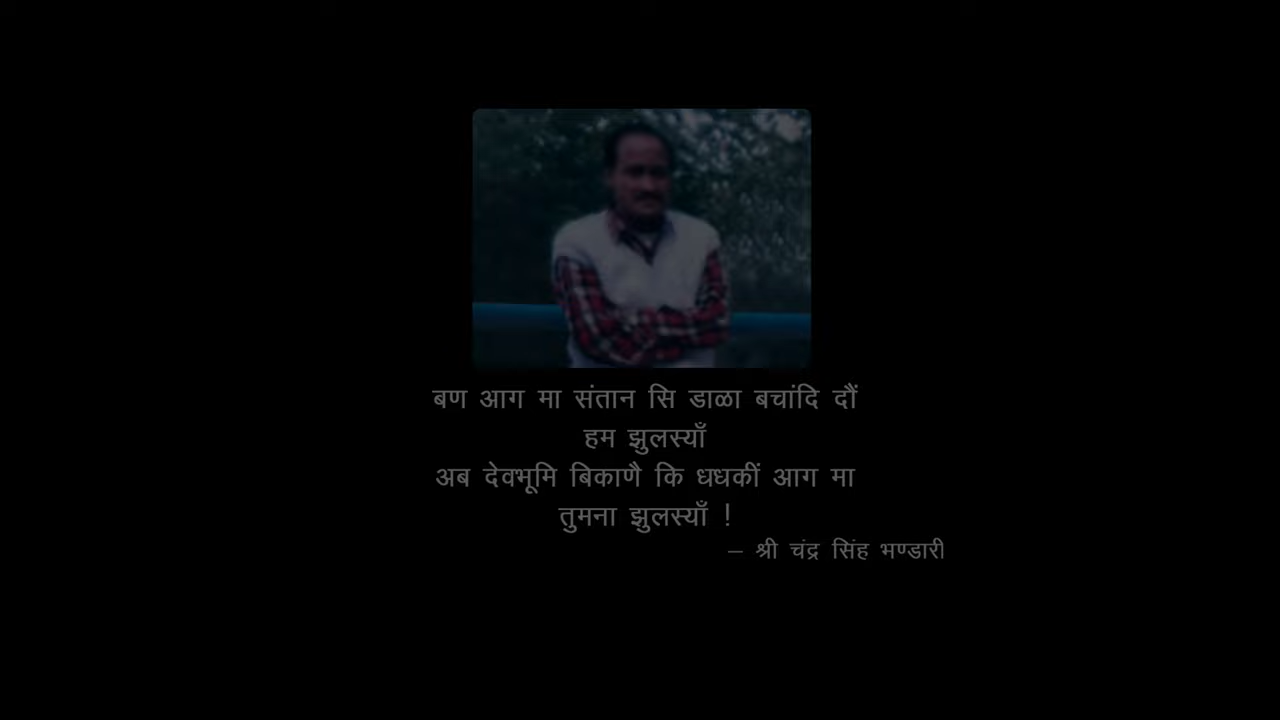 बण आग मा संतान सि डाळा बचांदि दौं
हम झुलस्याँ
अब देवभूमि बिकाणै कि धधकीं आग मा
तुमना झुलस्याँ !
– श्री चंद्र सिंह भण्डारी